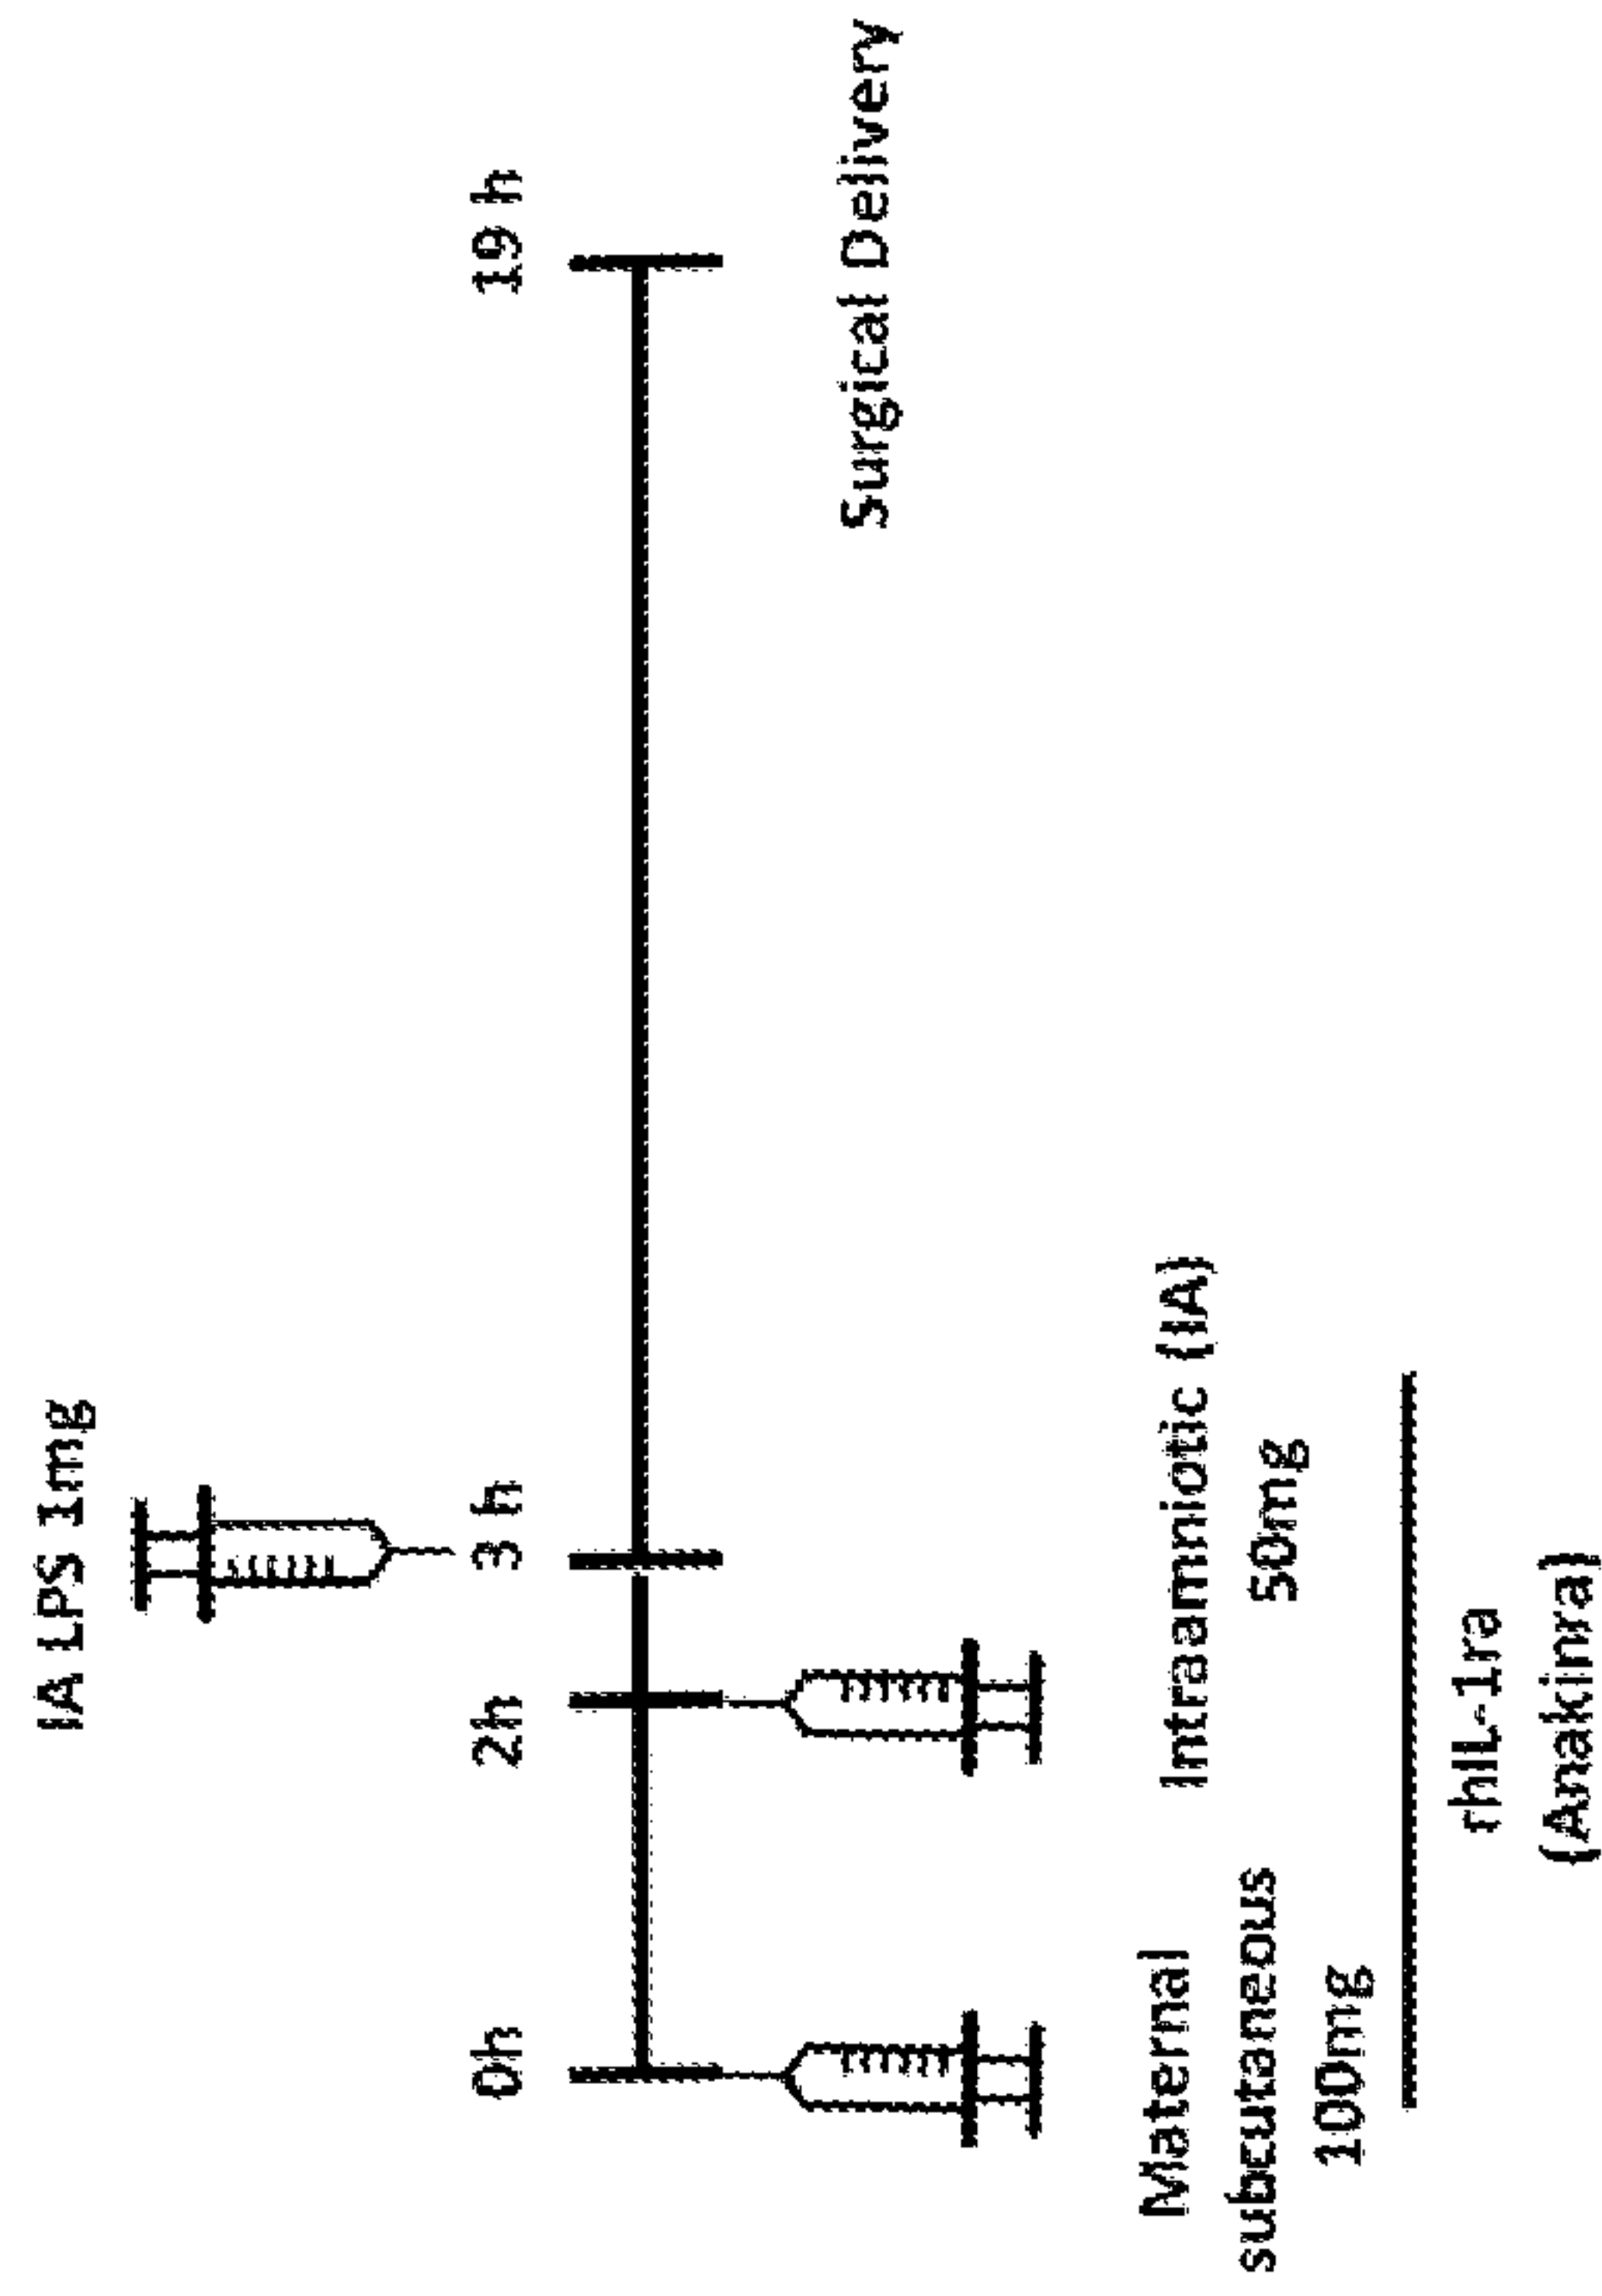 IA LPS 1mg
0h
2h
3 h
19 h
Surgical Delivery
Maternal
subcutaneous
100mg
Intraamniotic (IA)
50mg
rhIL-1ra
(Anakinra)